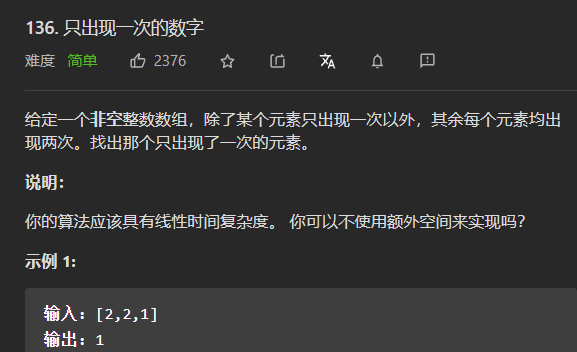 136. 只出现一次的数字
难度 简单 2376
给定一个非空整数数组，除了某个元素只出现一次以外，其余每个元素均出
现两次。找出那个只出现了一次的元素。
说明：
你的算法应该具有线性时间复杂度。 你可以不使用额外空间来实现吗？
示例 1:
输入: [2,2,1]
输出: 1